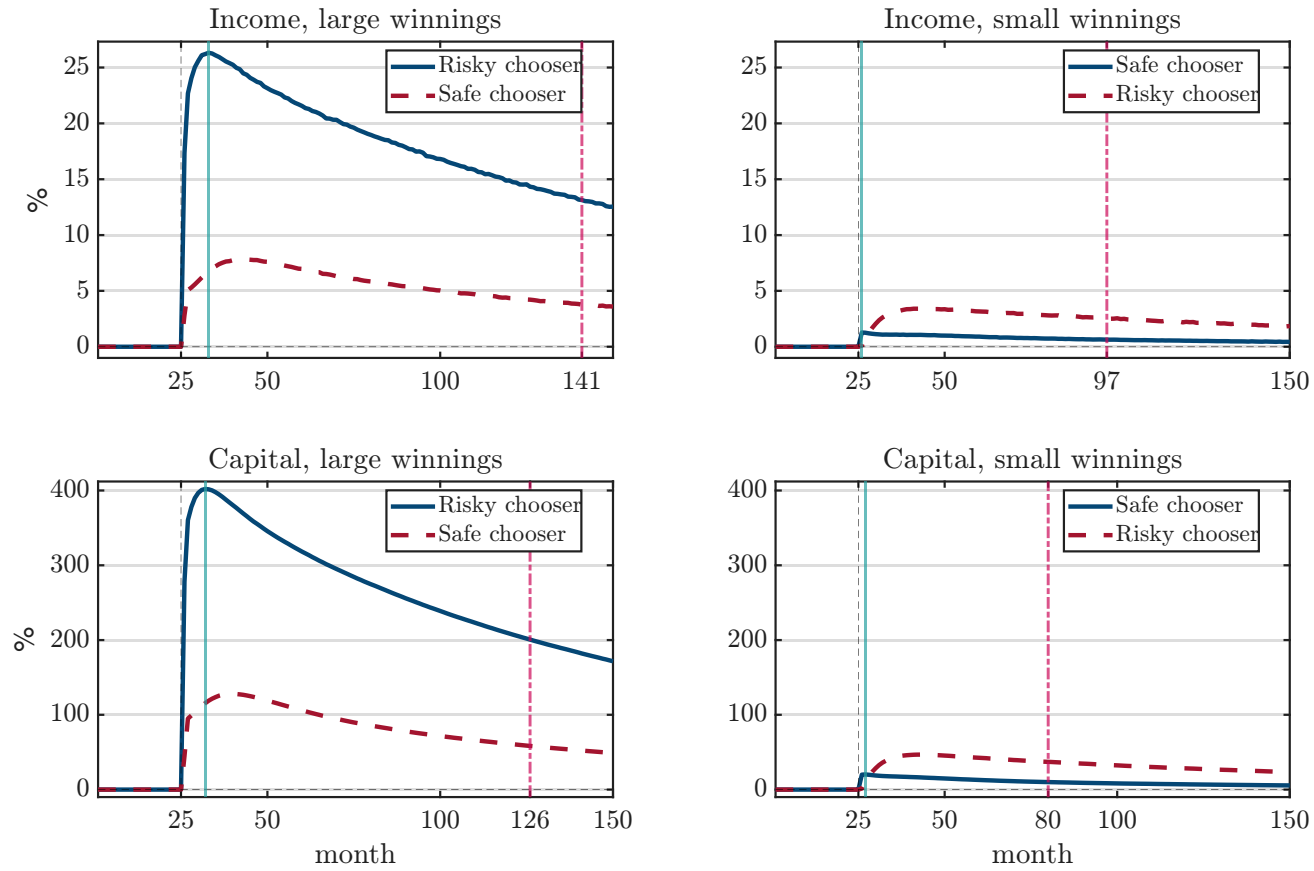 Income, large winnings
%
25
20
15
10
5
0
Risky chooser
Safe chooser
25 50 100 141
Income, small winnings
25
20
15
10
5
0
Safe chooser
Risky chooser
25 50 97 150
Capital, large winnings
%
400
300
200
100
0
Risky chooser
Safe chooser
25 50 100 126 150
month
Capital, small winnings
400
300
200
100
0
Safe chooser
Risky chooser
25 50 80 100 150
month